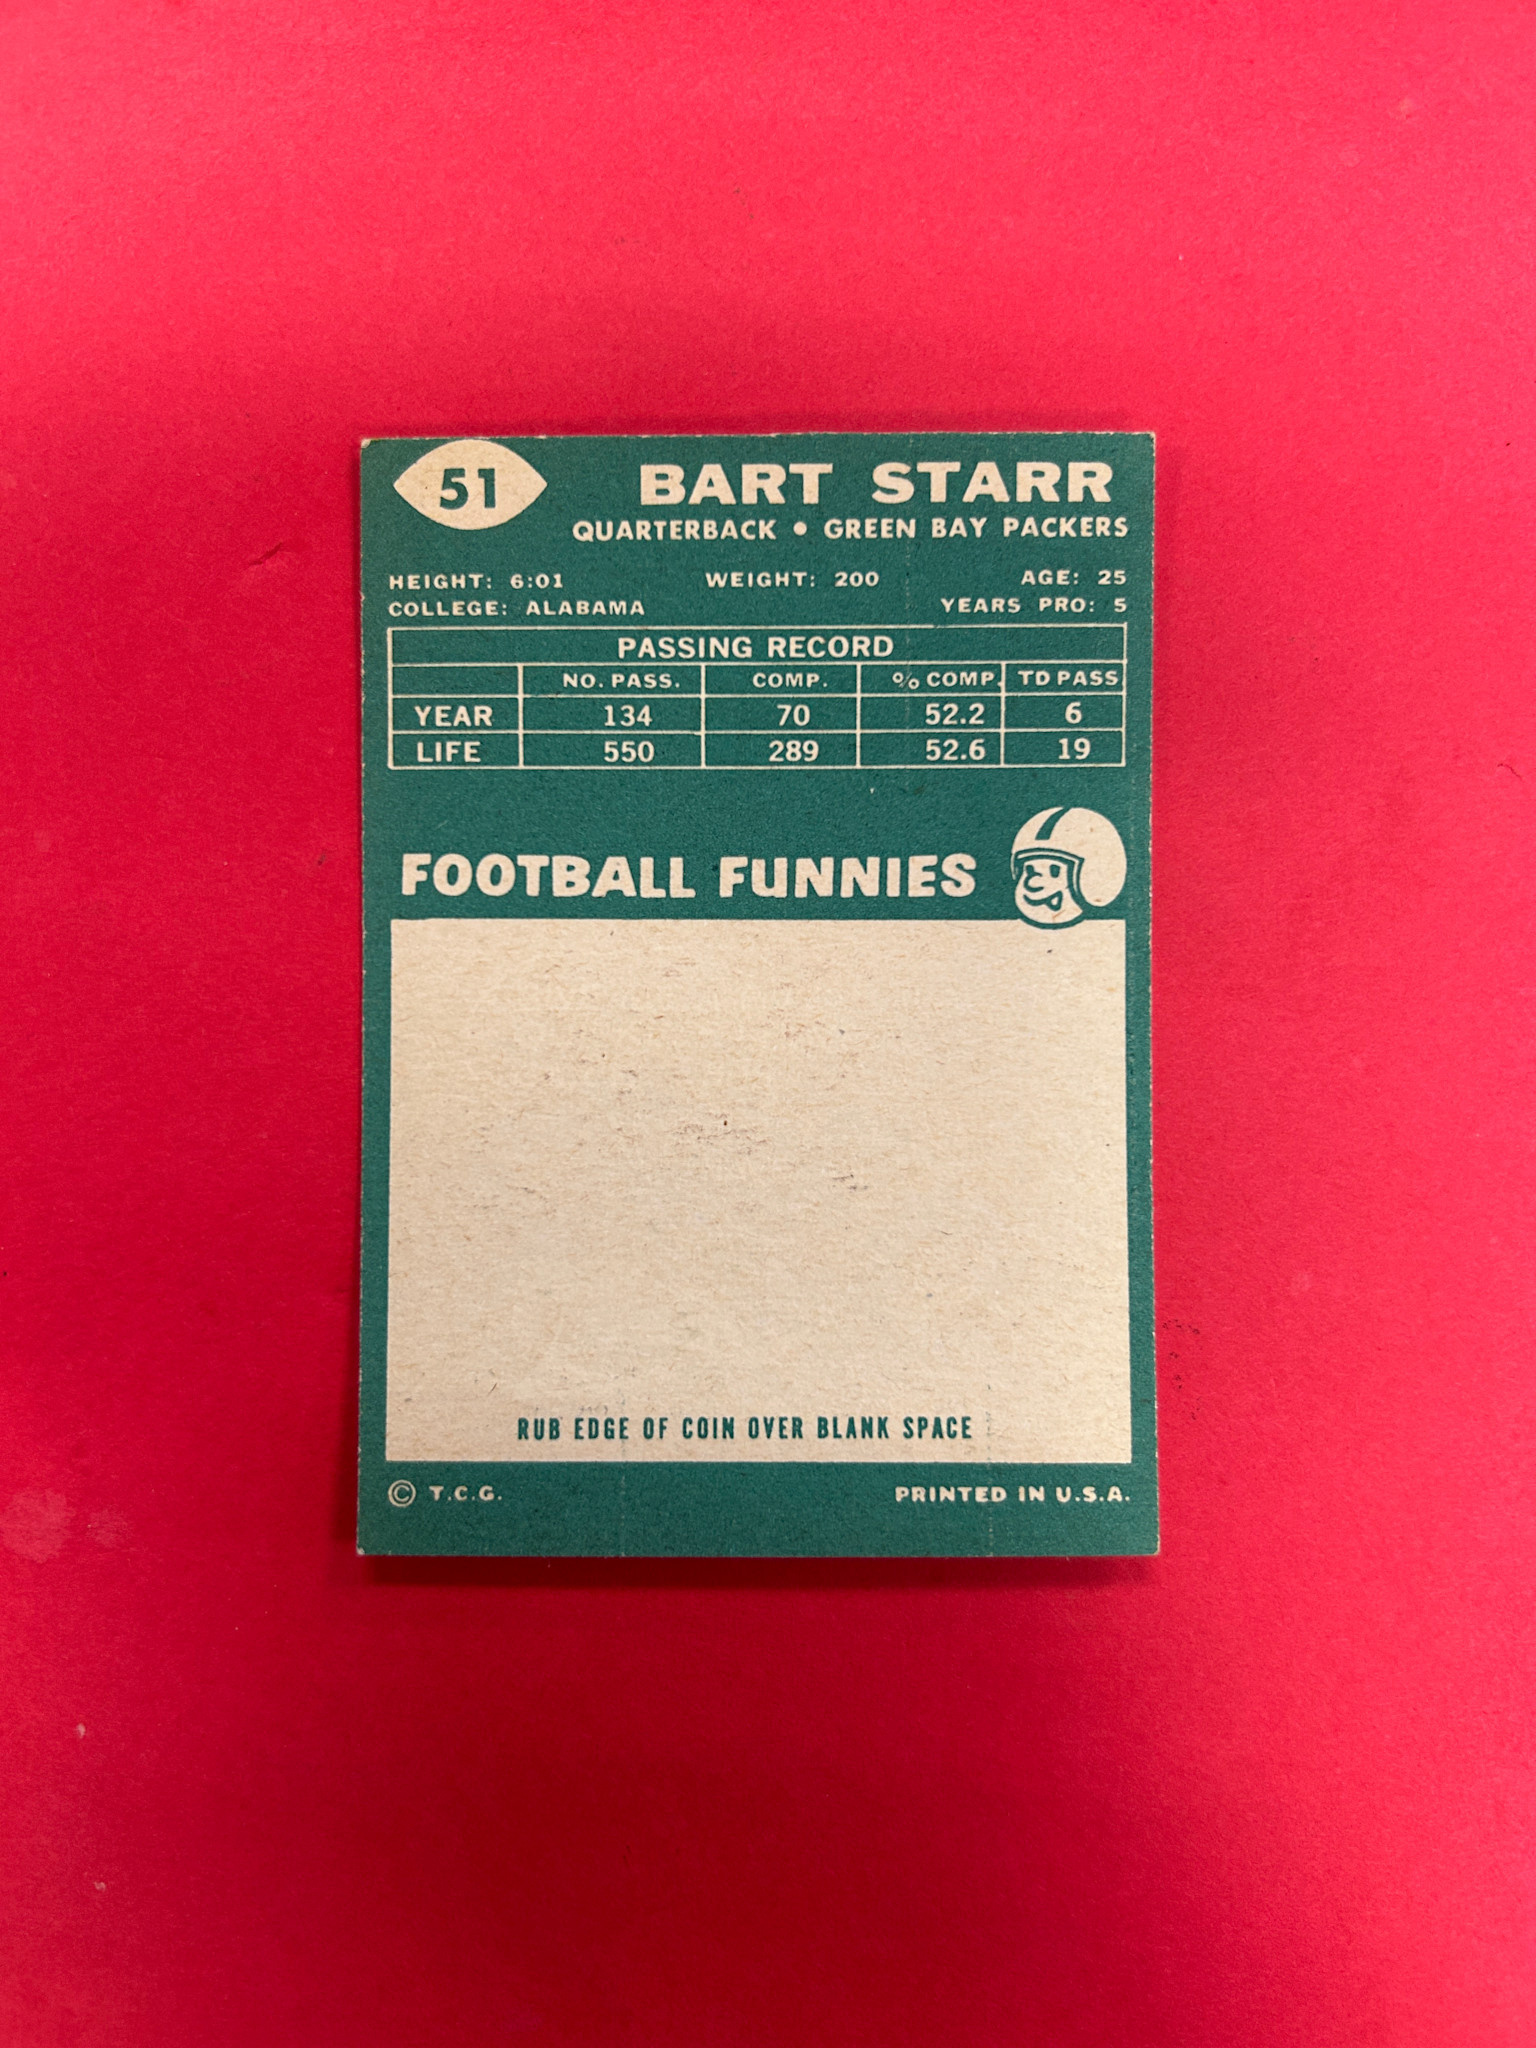 51
BART STARR
QUARTERBACK • GREEN BAY PACKERS
HEIGHT: 6:01 WEIGHT: 200 AGE: 25
COLLEGE: ALABAMA YEARS PRO: 5
PASSING RECORD
NO. PASS. COMP. % COMP. TD PASS
YEAR 134 70 52.2 6
LIFE 550 289 52.6 19
FOOTBALL FUNNIES
RUB EDGE OF COIN OVER BLANK SPACE
© T.C.G. PRINTED IN U.S.A.